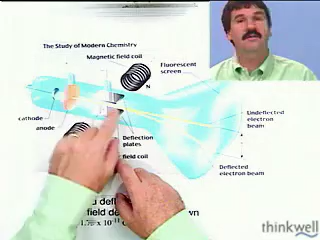 The Study of Modern Chemistry
Magnetic field coil
Fluorescent
screen
N
cathode
anode
Deflection
plates
field coil
Undeflected
electron
beam
Deflected
electron beam
field
thinkwell